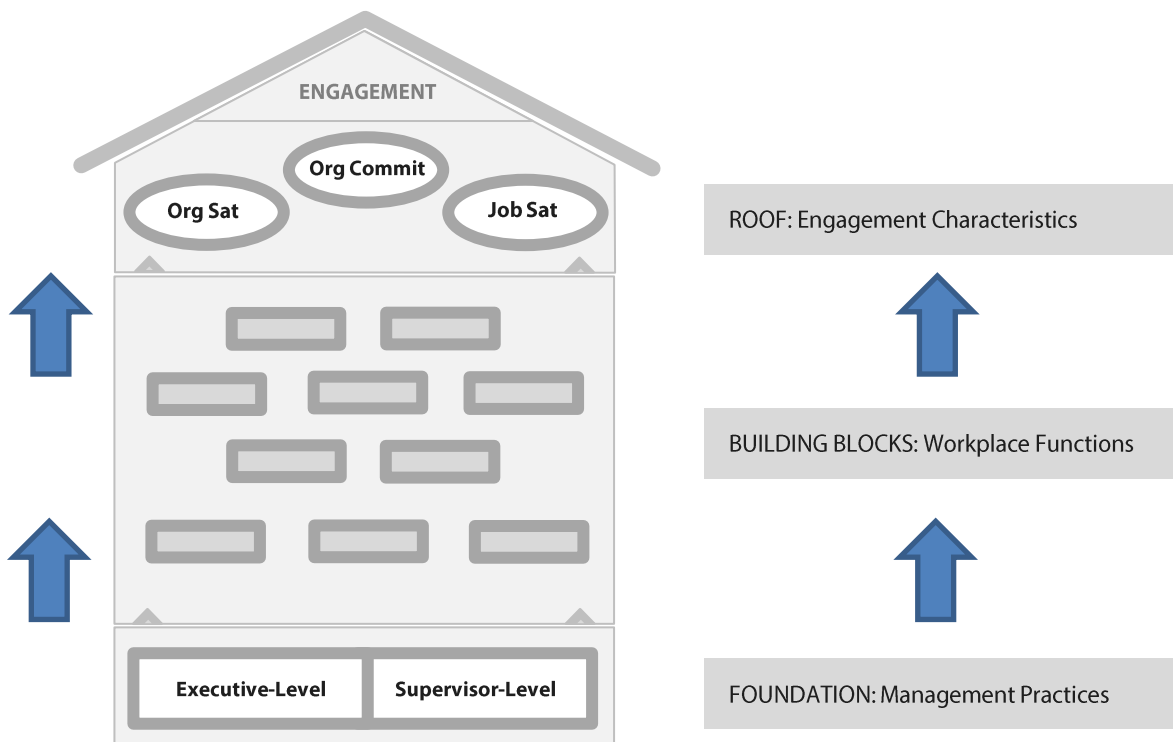 ENGAGEMENT
Org Commit
Org Sat
Job Sat
ROOF: Engagement Characteristics
BUILDING BLOCKS: Workplace Functions
Executive-Level
Supervisor-Level
FOUNDATION: Management Practices